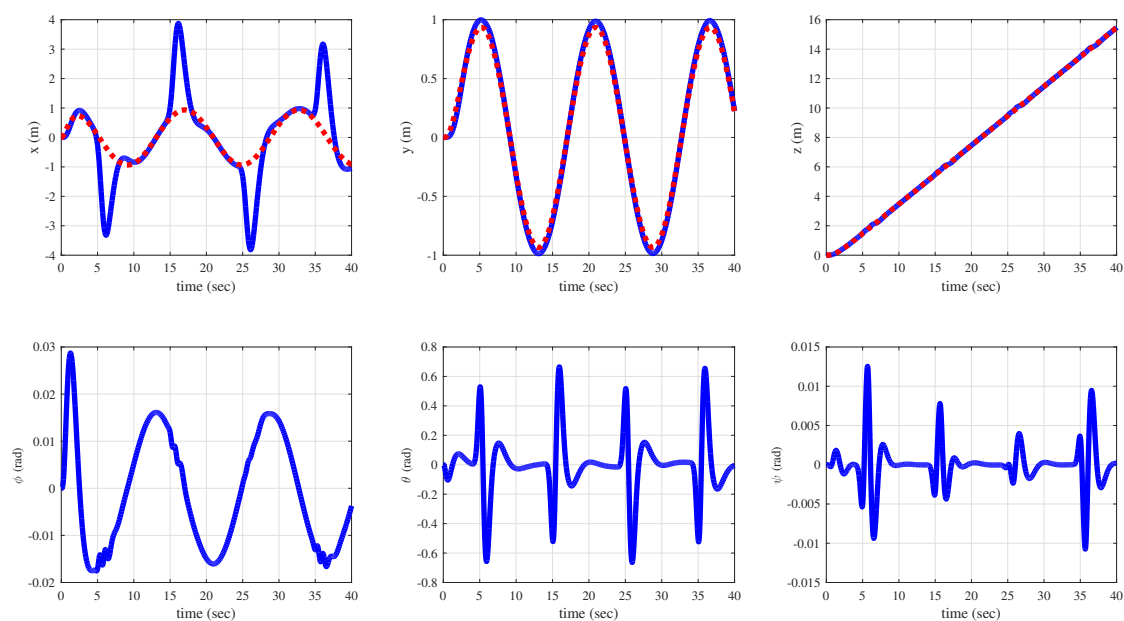 4
3
2
1
0
-1
-2
-3
-4
x (m)
0 5 10 15 20 25 30 35 40
time (sec)
1
0.5
0
-0.5
-1
y (m)
0 5 10 15 20 25 30 35 40
time (sec)
16
14
12
10
8
6
4
2
0
z (m)
0 5 10 15 20 25 30 35 40
time (sec)
0.03
0.02
0.01
0
-0.01
-0.02
ϕ (rad)
0 5 10 15 20 25 30 35 40
time (sec)
0.8
0.6
0.4
0.2
0
-0.2
-0.4
-0.6
-0.8
θ (rad)
0 5 10 15 20 25 30 35 40
time (sec)
0.015
0.01
0.005
0
-0.005
-0.01
-0.015
ψ (rad)
0 5 10 15 20 25 30 35 40
time (sec)